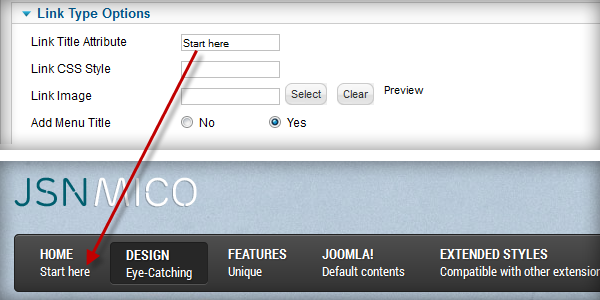 Link Type Options
Link Title Attribute Start here
Link CSS Style
Link Image Select Clear Preview
Add Menu Title No Yes
JSN MICO
HOME DESIGN FEATURES JOOMLA! EXTENDED STYLES
Start here Eye-Catching Unique Default contents Compatible with other extension